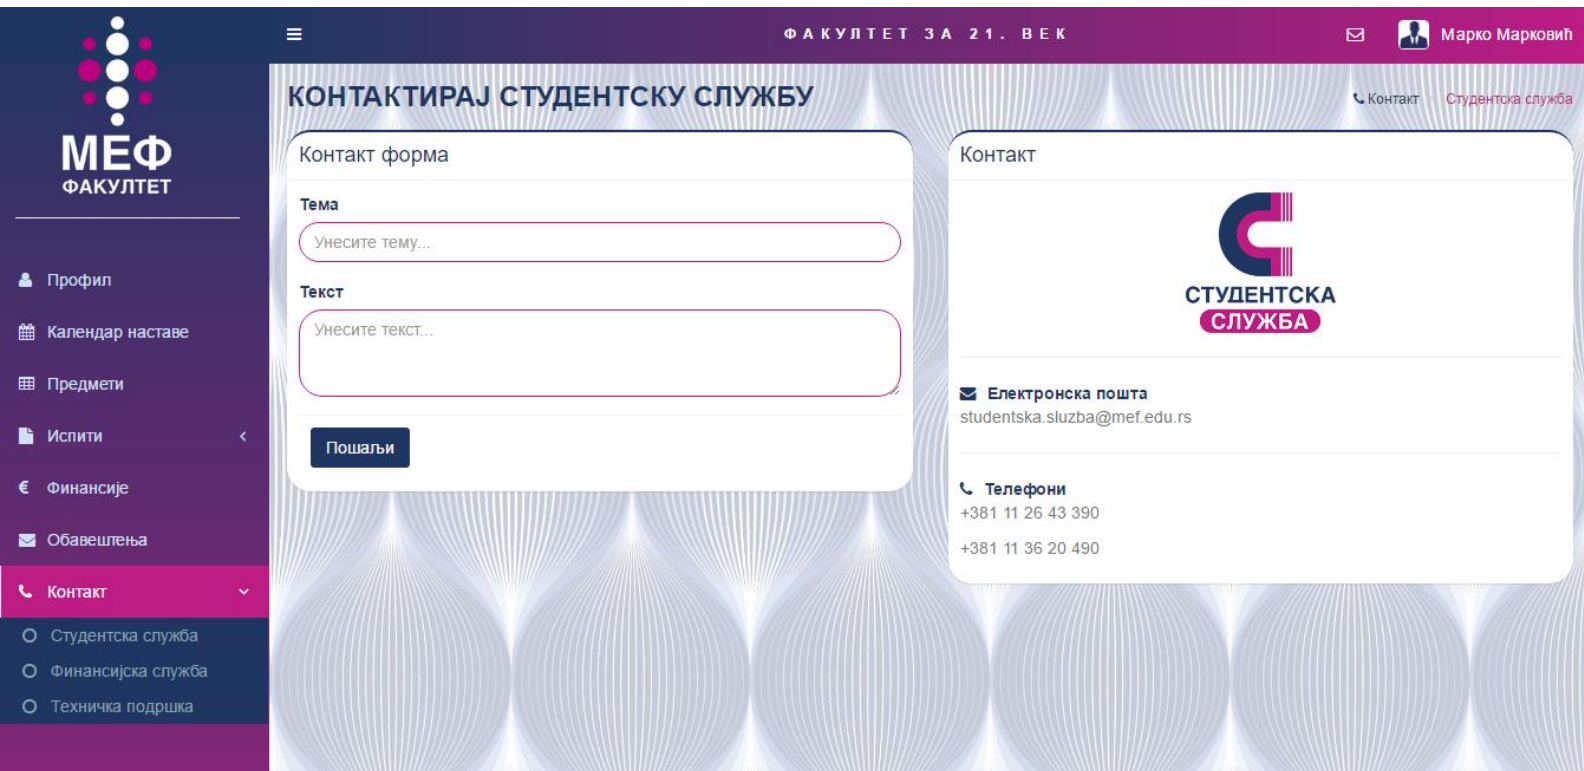 МЕФ
ФАКУЛТЕТ
Профил
Календар наставе
Предмети
Испити
Финансије
Обавештења
Контакт
Студентска служба
Финансијска служба
Техничка подршка
ФАКУЛТЕТ ЗА 21. ВЕК
Марко Марковић
КОНТАКТИРАЈ СТУДЕНТСКУ СЛУЖБУ
Контакт Студентска служба
Контакт форма
Тема
Унесите тему...
Текст
Унесите текст...
Пошаљи
Контакт
СТУДЕНТСКА
СЛУЖБА
Електронска пошта
studentska.sluzba@mef.edu.rs
Телефони
+381 11 26 43 390
+381 11 36 20 490